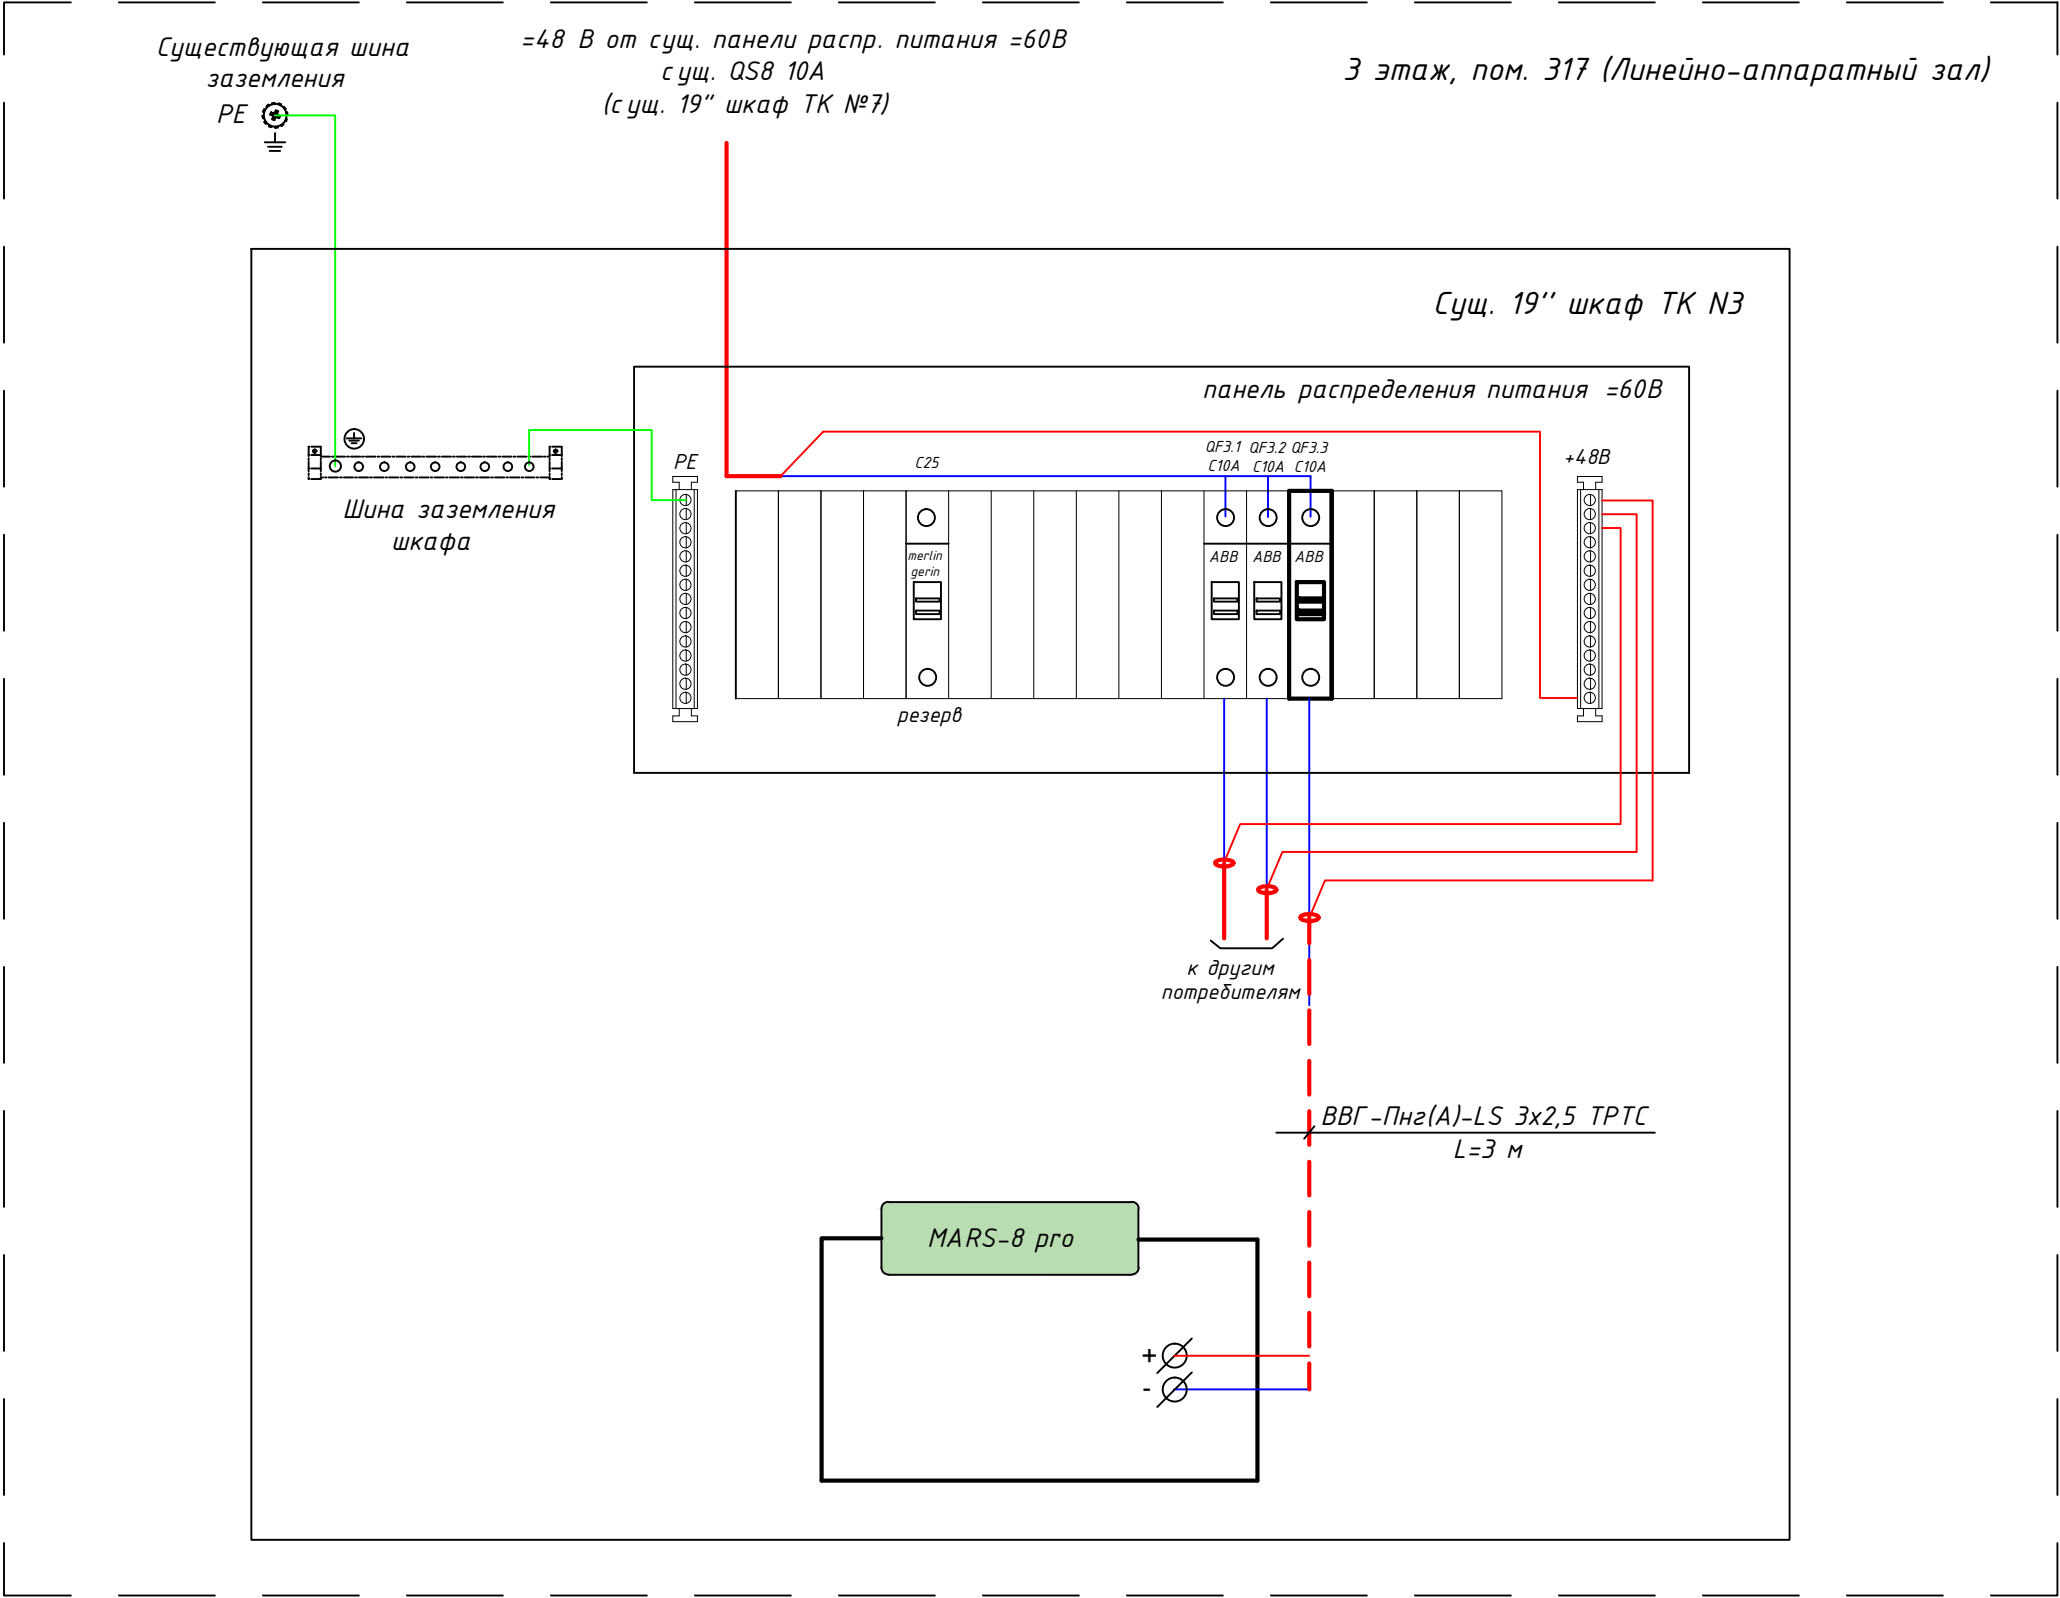 Существующая шина
заземления
PE
=48 В от сущ. панели распр. питания =60В
сущ. QS8 10А
(сущ. 19" шкаф ТК №7)
3 этаж, пом. 317 (Линейно-аппаратный зал)
Сущ. 19'' шкаф ТК N3
панель распределения питания =60В
Шина заземления
шкафа
PE
C25
QF3.1 QF3.2 QF3.3
C10A C10A C10A
+48В
merlin
gerin
ABB ABB ABB
резерв
к другим
потребителям
ВВГ-Пнг(А)-LS 3х2,5 ТРТС
L=3 м
MARS-8 pro
+
-